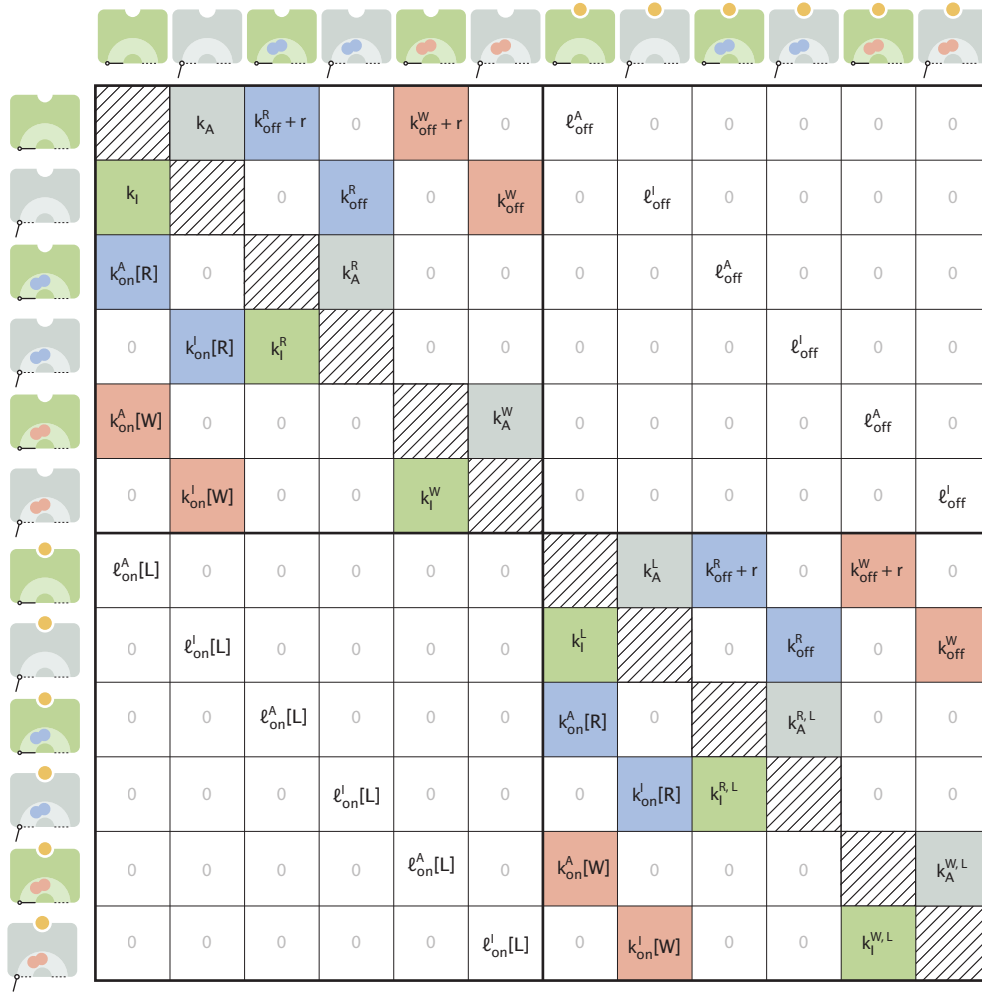 k_A k^R_off + r 0 k^W_off + r 0 ℓ^A_off 0 0 0 0 0
k_I 0 k^R_off 0 k^W_off 0 ℓ^I_off 0 0 0 0
k^A_on[R] 0 k^R_A 0 0 0 0 ℓ^A_off 0 0 0
0 k^I_on[R] k^R_I 0 0 0 0 0 ℓ^I_off 0 0
k^A_on[W] 0 0 0 k^W_A 0 0 0 0 ℓ^A_off 0
0 k^I_on[W] 0 0 k^W_I 0 0 0 0 0 ℓ^I_off
ℓ^A_on[L] 0 0 0 0 0 k^L_A k^R_off + r 0 k^W_off + r 0
0 ℓ^I_on[L] 0 0 0 0 k^L_I 0 k^R_off 0 k^W_off
0 0 ℓ^A_on[L] 0 0 0 k^A_on[R] 0 k^R,L_A 0 0
0 0 0 ℓ^I_on[L] 0 0 0 k^I_on[R] k^R,L_I 0 0
0 0 0 0 ℓ^A_on[L] 0 k^A_on[W] 0 0 0 k^W,L_A
0 0 0 0 0 ℓ^I_on[L] 0 k^I_on[W] 0 0 k^W,L_I